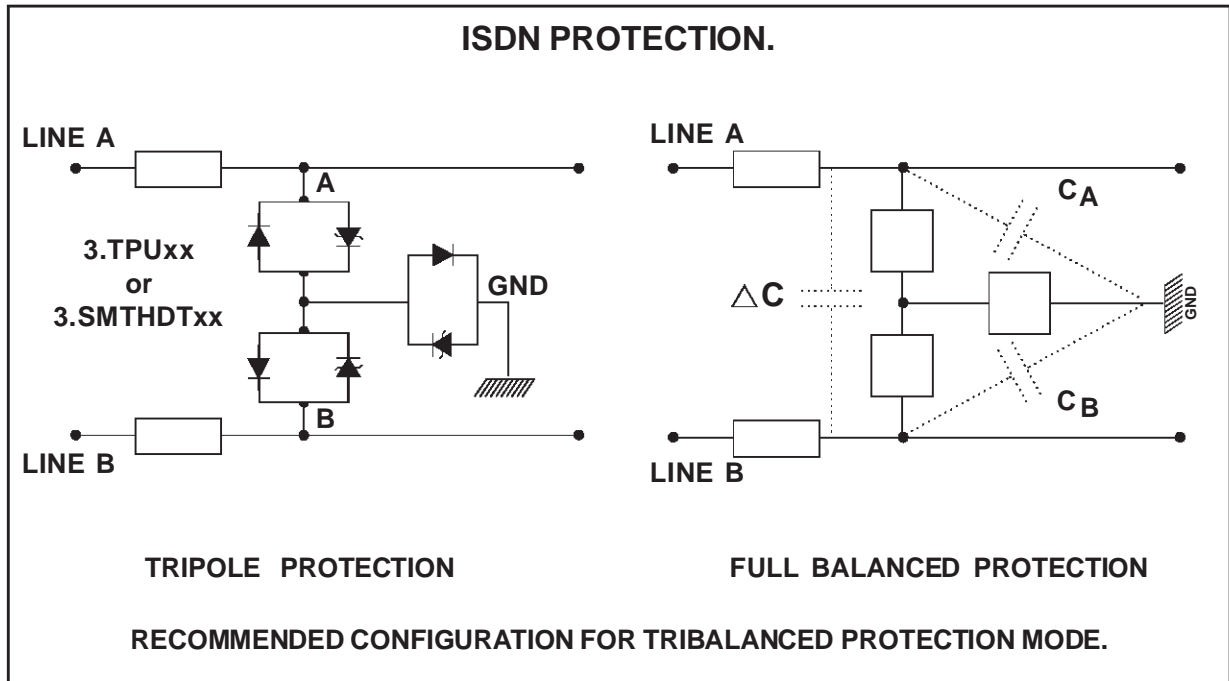 ISDN PROTECTION.
LINE A
A
3.TPUxx
or
3.SMTHDTxx
GND
B
LINE B
TRIPOLE PROTECTION
LINE A
CA
△C
GND
CB
LINE B
FULL BALANCED PROTECTION
RECOMMENDED CONFIGURATION FOR TRIBALANCED PROTECTION MODE.